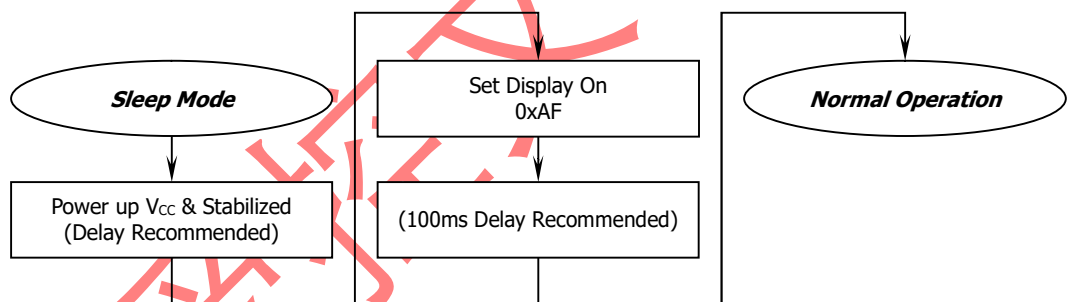 Sleep Mode
Power up VCC & Stabilized
(Delay Recommended)
Set Display On
0xAF
(100ms Delay Recommended)
Normal Operation